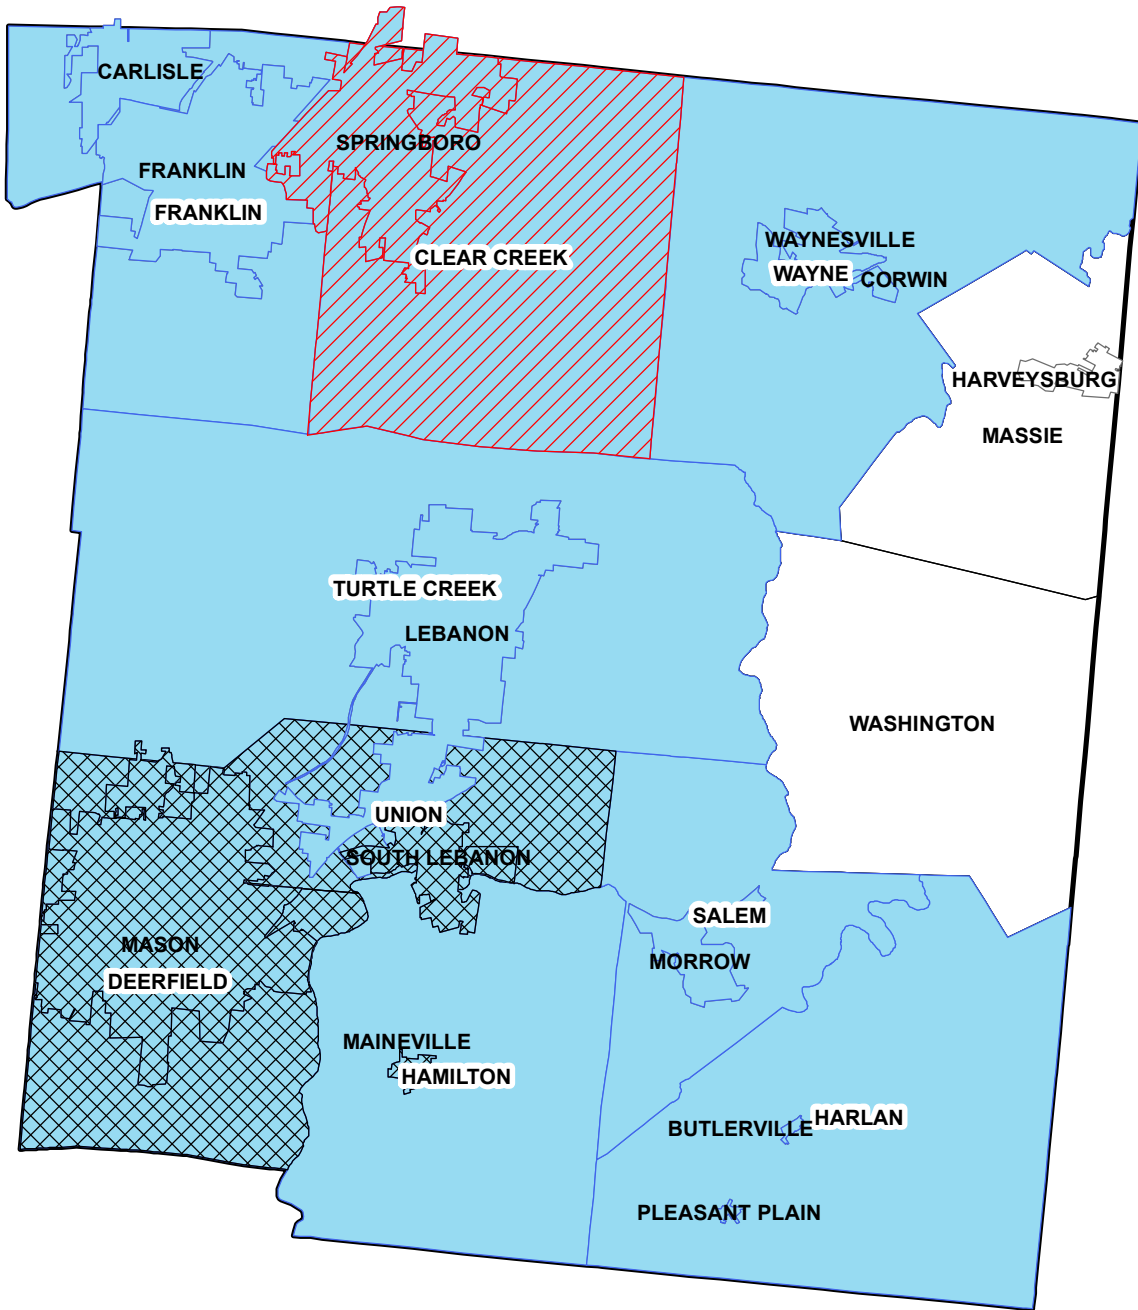 CARLISLE
SPRINGBORO
FRANKLIN
FRANKLIN
CLEAR CREEK
WAYNESVILLE
WAYNE
CORWIN
HARVEYSBURG
MASSIE
TURTLE CREEK
LEBANON
WASHINGTON
UNION
SOUTH LEBANON
SALEM
MASON
MORROW
DEERFIELD
MAINEVILLE
HAMILTON
HARLAN
BUTLERVILLE
PLEASANT PLAIN